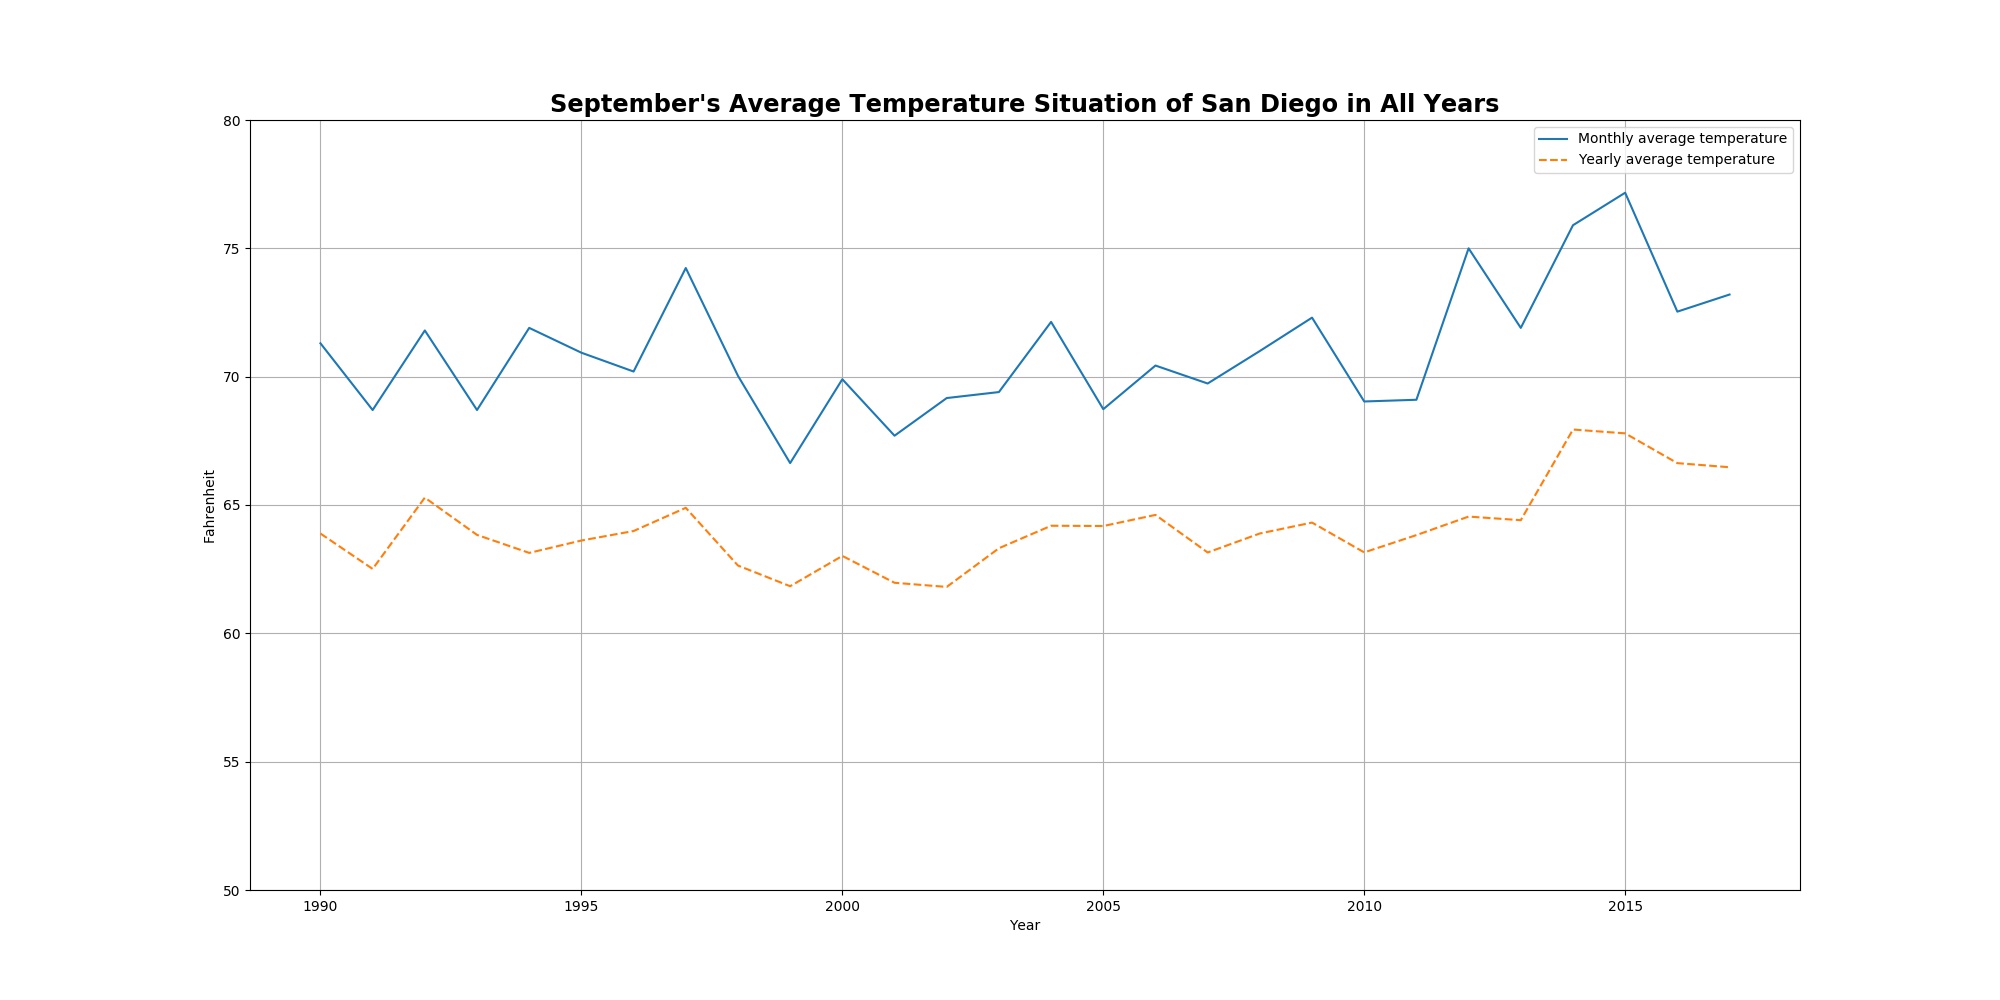 September's Average Temperature Situation of San Diego in All Years
Monthly average temperature
Yearly average temperature
80
75
70
65
60
55
50
Fahrenheit
1990 1995 2000 2005 2010 2015
Year